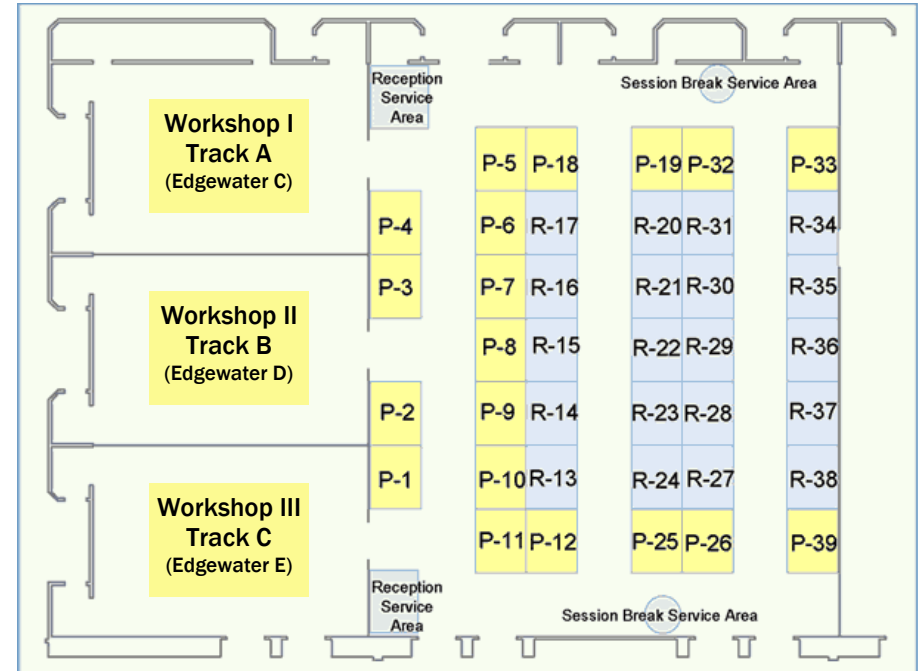 Reception
Service
Area
Session Break Service Area
Workshop I
Track A
(Edgewater C)
P-5 P-18 P-19 P-32 P-33
P-4 P-6 R-17 R-20 R-31 R-34
P-3 P-7 R-16 R-21 R-30 R-35
Workshop II
Track B
(Edgewater D)
P-8 R-15 R-22 R-29 R-36
P-2 P-9 R-14 R-23 R-28 R-37
P-1 P-10 R-13 R-24 R-27 R-38
Workshop III
Track C
(Edgewater E)
P-11 P-12 P-25 P-26 P-39
Reception
Service
Area
Session Break Service Area